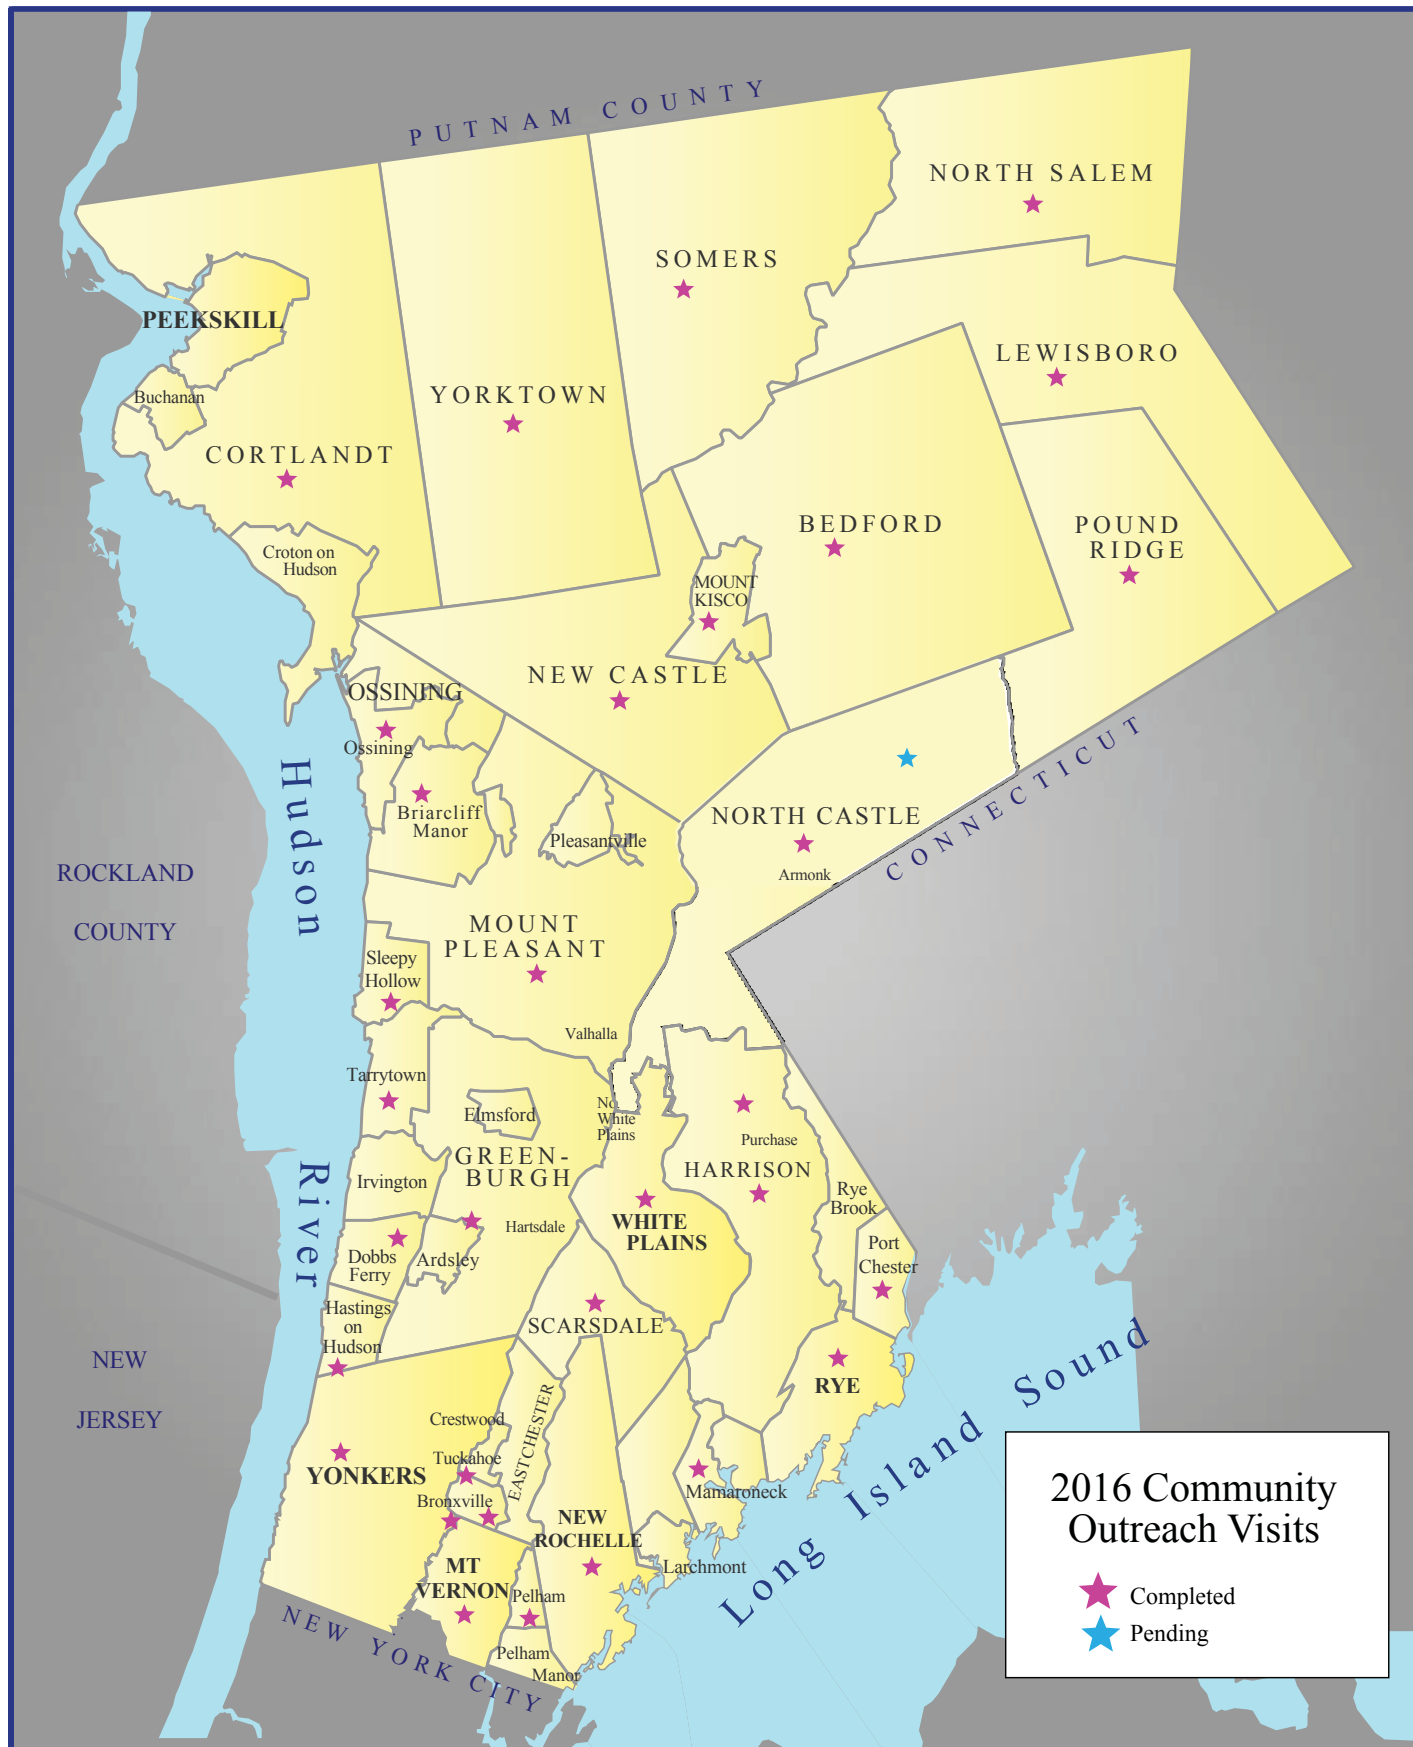 PUTNAM COUNTY
NORTH SALEM
SOMERS
PEEKSKILL
LEWISBORO
Buchanan
YORKTOWN
CORTLANDT
BEDFORD
POUND
RIDGE
Croton on
Hudson
MOUNT
KISCO
NEW CASTLE
OSSINING
Ossining
CONNECTICUT
Hudson
Briarcliff
Manor
NORTH CASTLE
Pleasantville
Armonk
ROCKLAND
COUNTY
MOUNT
PLEASANT
Sleepy
Hollow
Valhalla
Tarrytown
Elmsford
No.
White
Plains
Purchase
GREEN-
BURGH
HARRISON
River
Irvington
Rye
Brook
Hartsdale
WHITE
PLAINS
Port
Chester
Dobbs
Ferry
Ardsley
Hastings
on
Hudson
SCARSDALE
NEW
JERSEY
RYE
Long Island Sound
Crestwood
EASTCHESTER
Tuckahoe
YONKERS
Bronxville
Mamaroneck
NEW
ROCHELLE
MT
VERNON
Larchmont
Pelham
Pelham
Manor
NEW YORK CITY
2016 Community
Outreach Visits
Completed
Pending